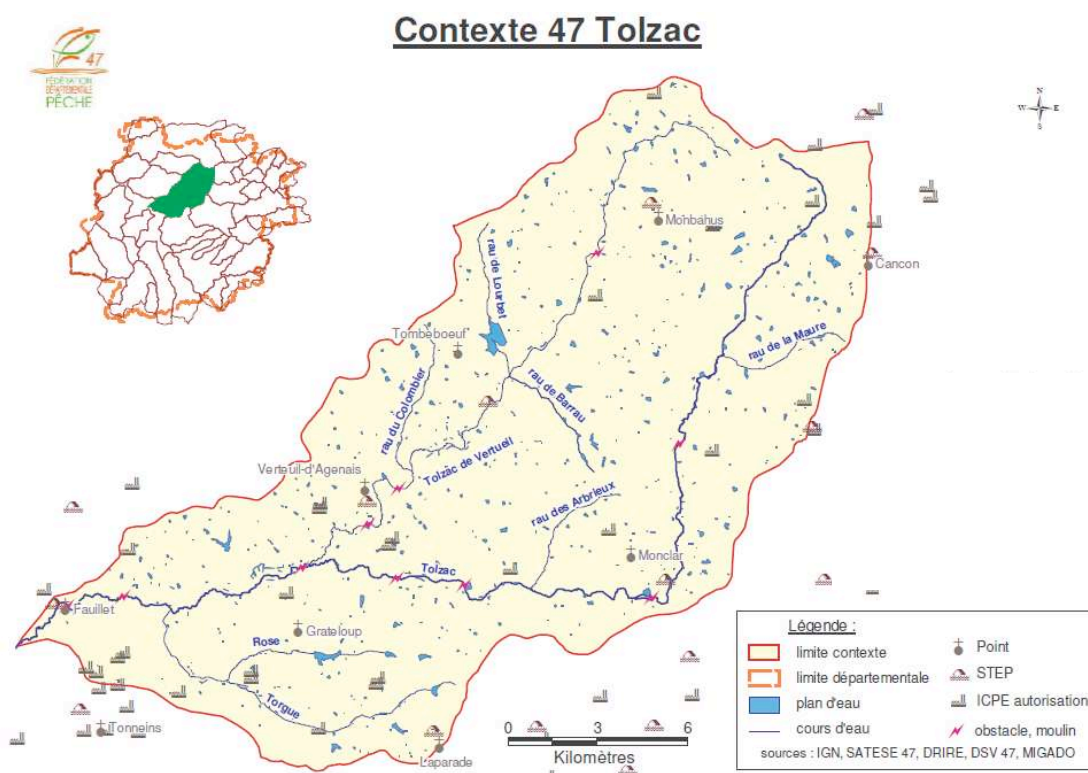 Contexte 47 Tolzac
47
FÉDÉRATION
DÉPARTEMENTALE
PÊCHE
N
W E
S
Monbahus
Cancon
rau de Lourbet
Tombeboeuf
rau de la Maure
rau du Colombier
rau de Barrau
Tolzac de Vertueil
Verteuil-d'Agenais
rau des Arbrieux
Monclar
Tolzac
Fauillet
Grateloup
Rose
Torgue
Tonneins
Laparade
0 3 6
Kilomètres
Légende :
limite contexte
limite départementale
plan d'eau
cours d'eau
Point
STEP
ICPE autorisation
obstacle, moulin
sources : IGN, SATESE 47, DRIRE, DSV 47, MIGADO